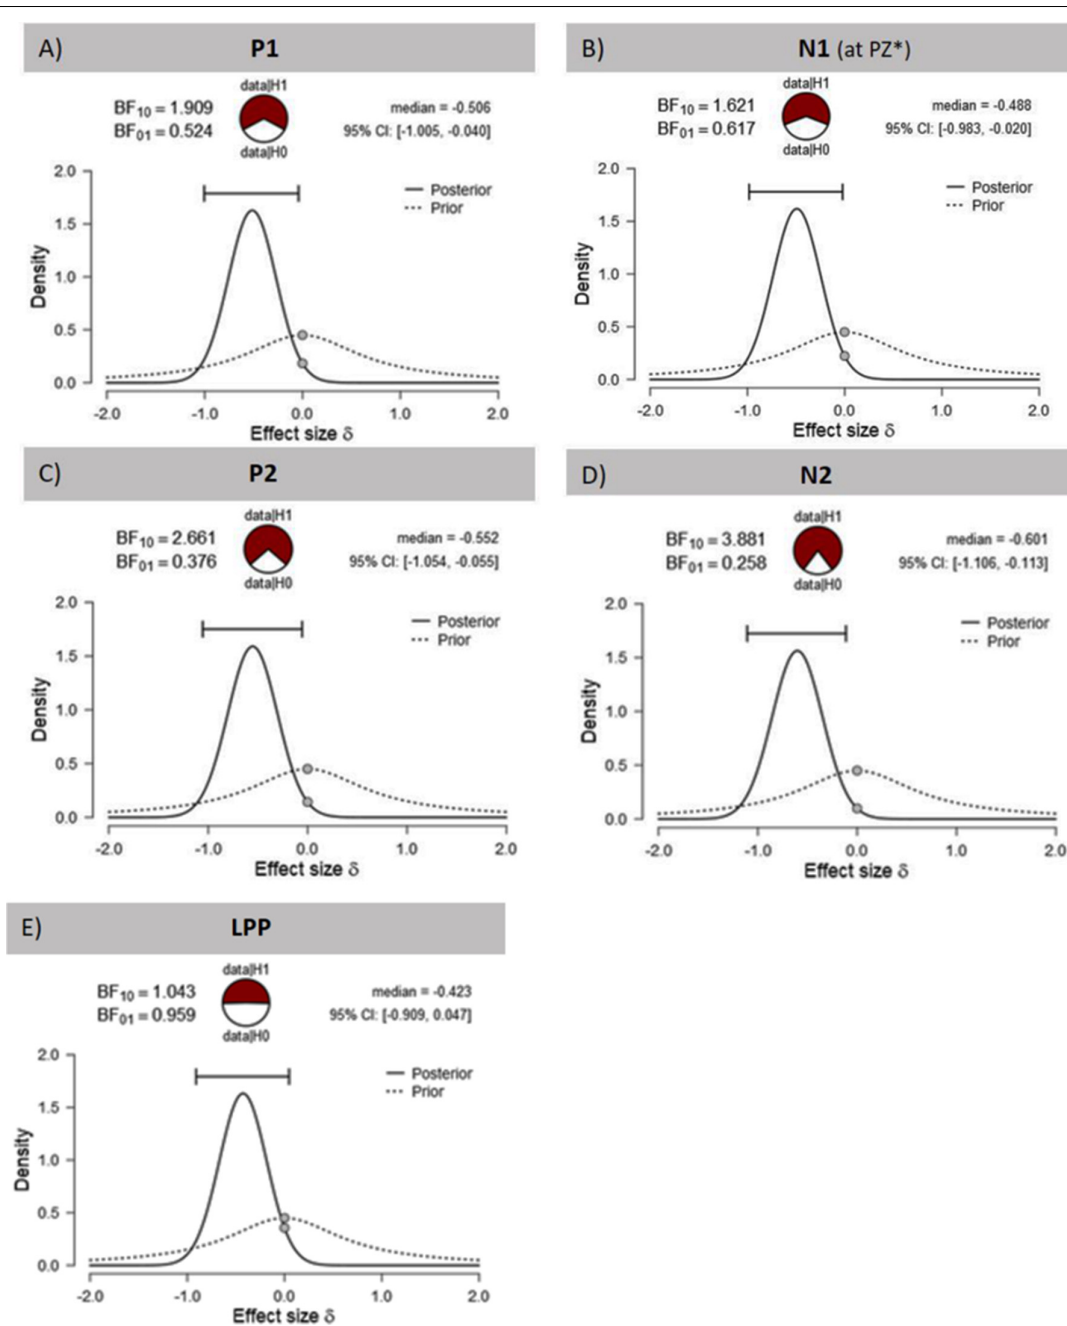 A) P1
data|H1
BF10 = 1.909
BF01 = 0.524
median = -0.506
95% CI: [-1.005, -0.040]
data|H0
Posterior
Prior
2.0
1.5
1.0
0.5
0.0
Density
-2.0 -1.0 0.0 1.0 2.0
Effect size δ
B) N1 (at PZ*)
data|H1
BF10 = 1.621
BF01 = 0.617
median = -0.488
95% CI: [-0.983, -0.020]
data|H0
Posterior
Prior
2.0
1.5
1.0
0.5
0.0
Density
-2.0 -1.0 0.0 1.0 2.0
Effect size δ
C) P2
data|H1
BF10 = 2.661
BF01 = 0.376
median = -0.552
95% CI: [-1.054, -0.055]
data|H0
Posterior
Prior
2.0
1.5
1.0
0.5
0.0
Density
-2.0 -1.0 0.0 1.0 2.0
Effect size δ
D) N2
data|H1
BF10 = 3.881
BF01 = 0.258
median = -0.601
95% CI: [-1.106, -0.113]
data|H0
Posterior
Prior
2.0
1.5
1.0
0.5
0.0
Density
-2.0 -1.0 0.0 1.0 2.0
Effect size δ
E) LPP
data|H1
BF10 = 1.043
BF01 = 0.959
median = -0.423
95% CI: [-0.909, 0.047]
data|H0
Posterior
Prior
2.0
1.5
1.0
0.5
0.0
Density
-2.0 -1.0 0.0 1.0 2.0
Effect size δ